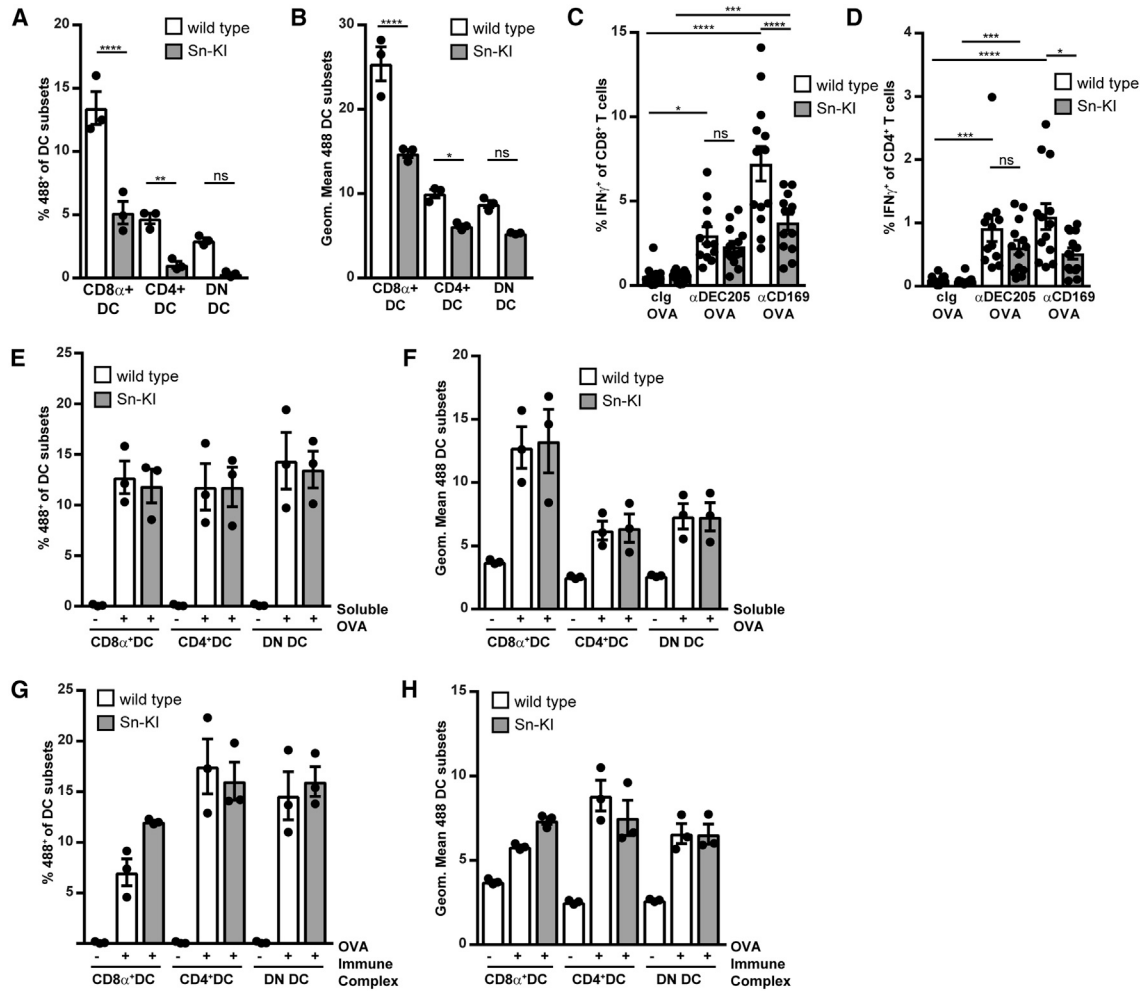 A
% 488⁺ of DC subsets
20
15
10
5
0
wild type
Sn-KI
****
**
ns
CD8α+ CD4+ DN
DC DC DC
B
Geom. Mean 488 DC subsets
30
20
10
0
wild type
Sn-KI
****
*
ns
CD8α+ CD4+ DN
DC DC DC
C
% IFNγ⁺ of CD8⁺ T cells
15
10
5
0
***
**** ****
*
ns
wild type
Sn-KI
cIg αDEC205 αCD169
OVA OVA OVA
D
% IFNγ⁺ of CD4⁺ T cells
4
3
2
1
0
***
**** *
***
ns
wild type
Sn-KI
cIg αDEC205 αCD169
OVA OVA OVA
E
% 488⁺ of DC subsets
25
20
15
10
5
0
wild type
Sn-KI
- + + - + + - + +
Soluble
OVA
CD8α⁺DC CD4⁺DC DN DC
F
Geom. Mean 488 DC subsets
20
15
10
5
0
wild type
Sn-KI
- + + - + + - + +
Soluble
OVA
CD8α⁺DC CD4⁺DC DN DC
G
% 488⁺ of DC subsets
25
20
15
10
5
wild type
Sn-KI
- + + - + + - + +
OVA
Immune
Complex
CD8α⁺DC CD4⁺DC DN DC
H
Geom. Mean 488 DC subsets
15
10
5
0
wild type
Sn-KI
- + + - + + - + +
OVA
Immune
Complex
CD8α⁺DC CD4⁺DC DN DC